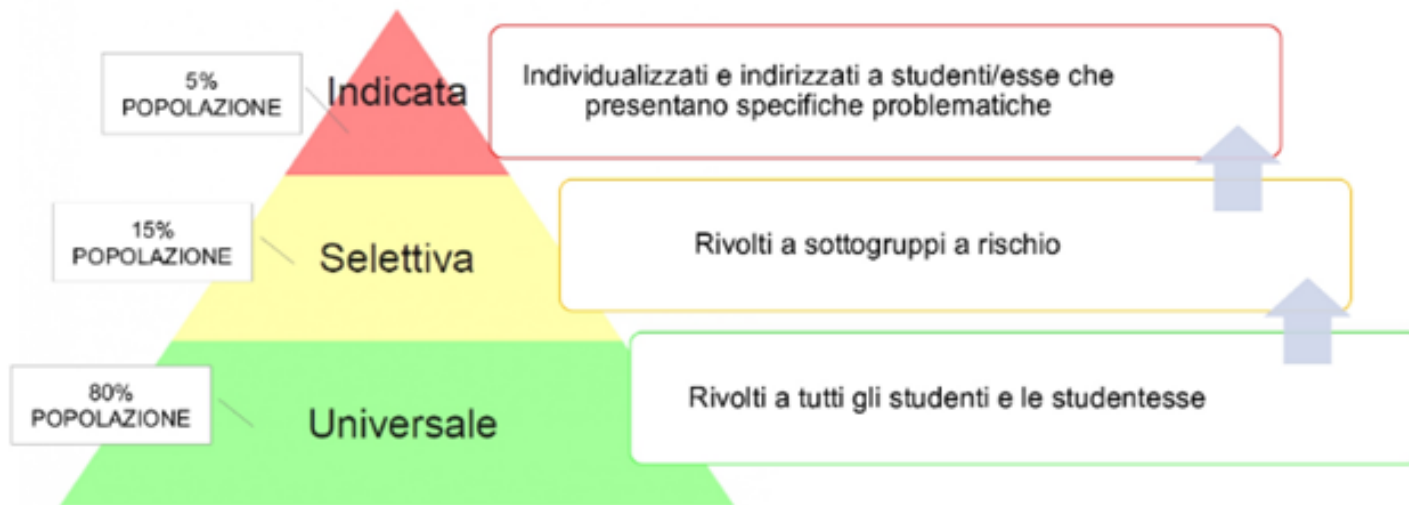 5%
POPOLAZIONE
Indicata
Individualizzati e indirizzati a studenti/esse che
presentano specifiche problematiche
15%
POPOLAZIONE
Selettiva
Rivolti a sottogruppi a rischio
80%
POPOLAZIONE
Universale
Rivolti a tutti gli studenti e le studentesse